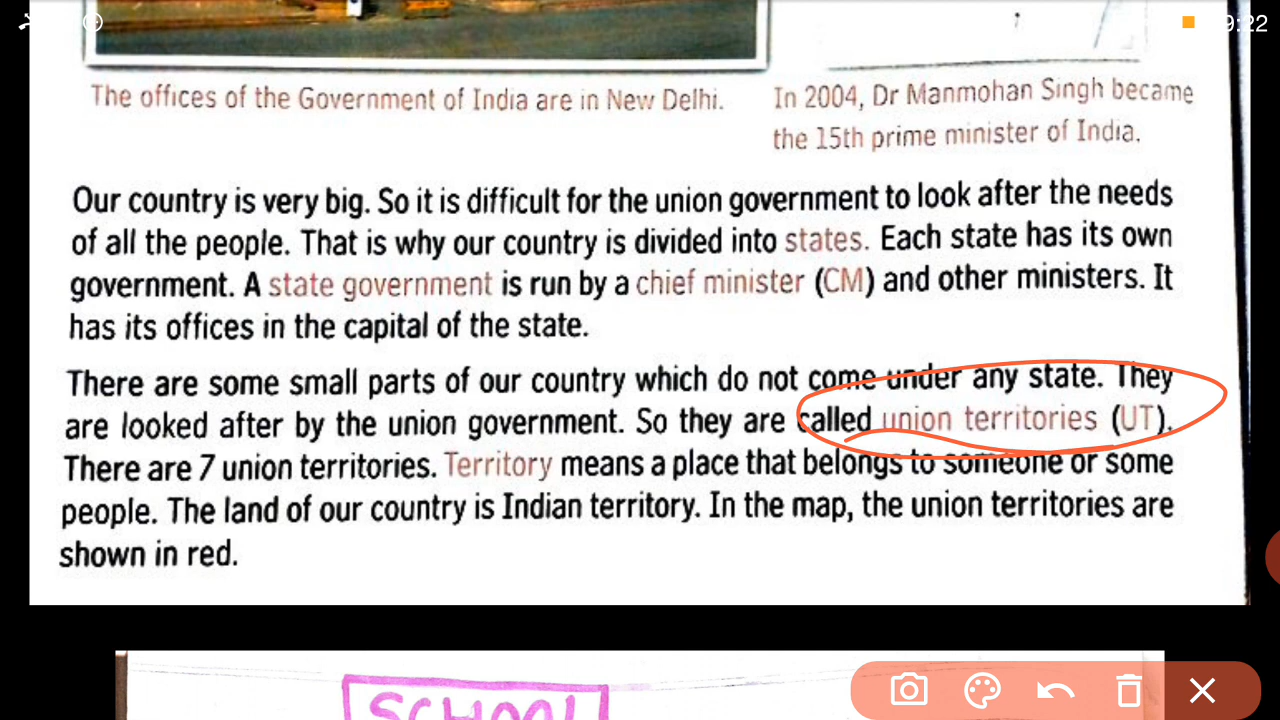 9:22
The offices of the Government of India are in New Delhi.
In 2004, Dr Manmohan Singh became
the 15th prime minister of India.
Our country is very big. So it is difficult for the union government to look after the needs
of all the people. That is why our country is divided into states. Each state has its own
government. A state government is run by a chief minister (CM) and other ministers. It
has its offices in the capital of the state.
There are some small parts of our country which do not come under any state. They
are looked after by the union government. So they are called union territories (UT).
There are 7 union territories. Territory means a place that belongs to someone or some
people. The land of our country is Indian territory. In the map, the union territories are
shown in red.
SCHOOL